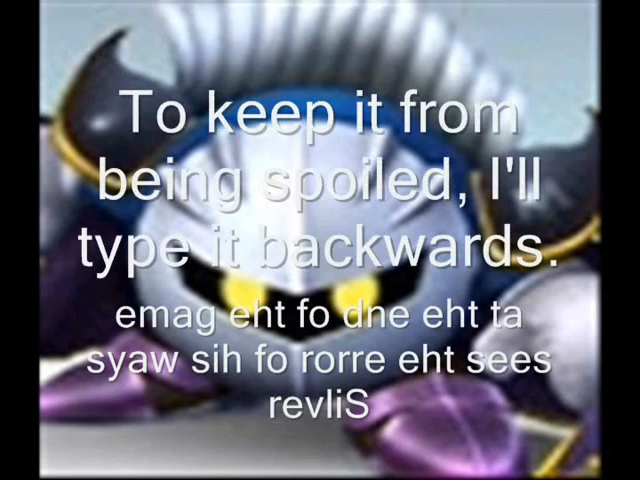 To keep it from
being spoiled, I'll
type it backwards.
emag eht fo dne eht ta
syaw sih fo rorre eht sees
revliS